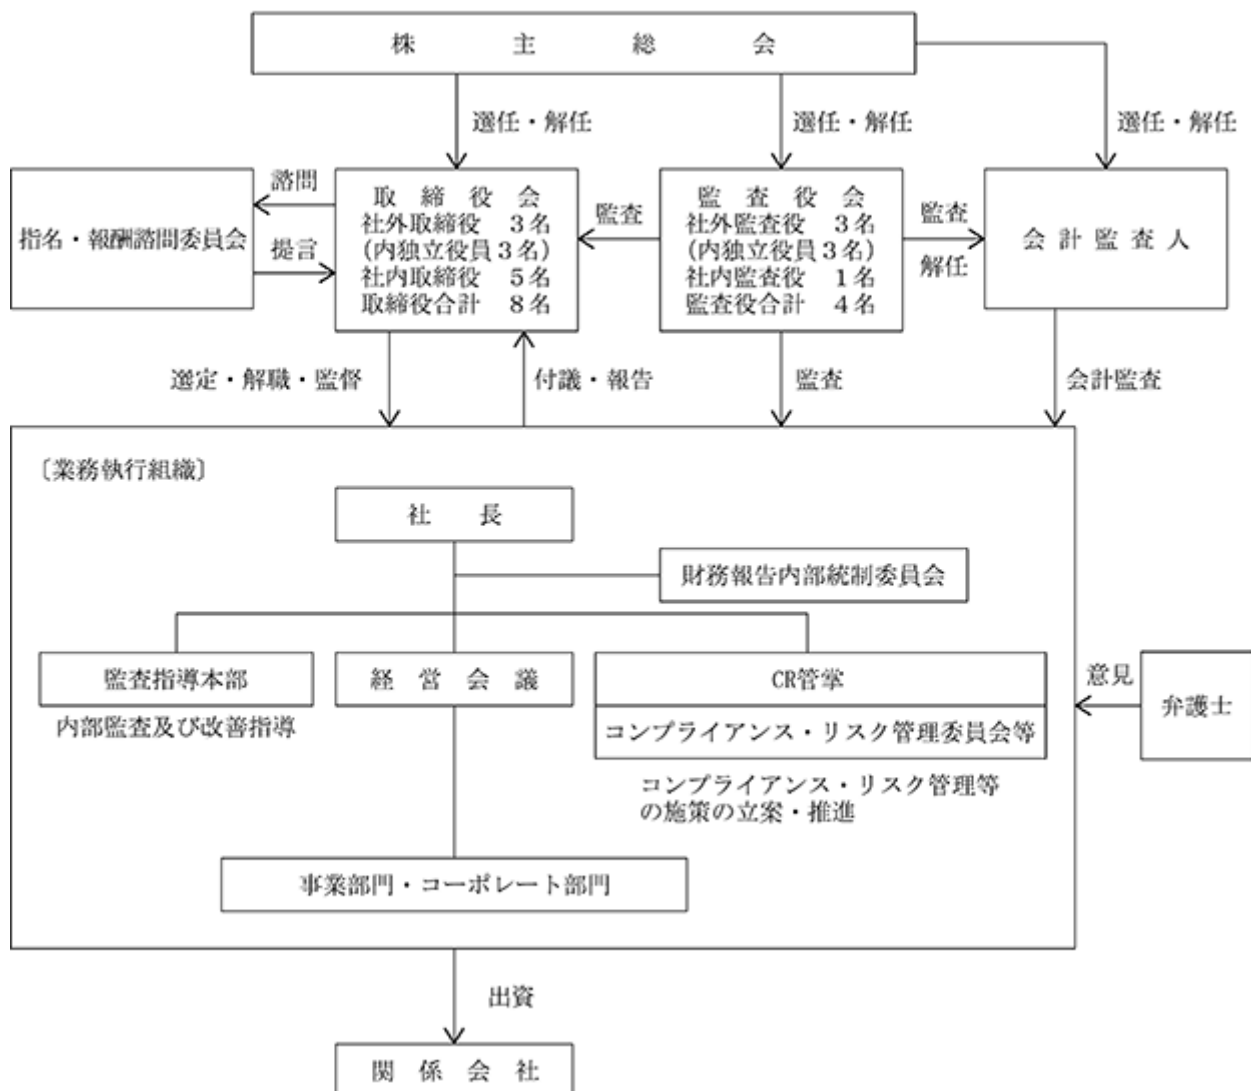 株主総会
選任・解任
選任・解任
選任・解任
指名・報酬諮問委員会
諮問
提言
取締役会
社外取締役 3名
(内独立役員3名)
社内取締役 5名
取締役合計 8名
監査
監査役会
社外監査役 3名
(内独立役員3名)
社内監査役 1名
監査役合計 4名
監査
解任
会計監査人
選定・解職・監督
付議・報告
監査
会計監査
〔業務執行組織〕
社長
財務報告内部統制委員会
監査指導本部
内部監査及び改善指導
経営会議
CR管掌
コンプライアンス・リスク管理委員会等
コンプライアンス・リスク管理等
の施策の立案・推進
意見
弁護士
事業部門・コーポレート部門
出資
関係会社